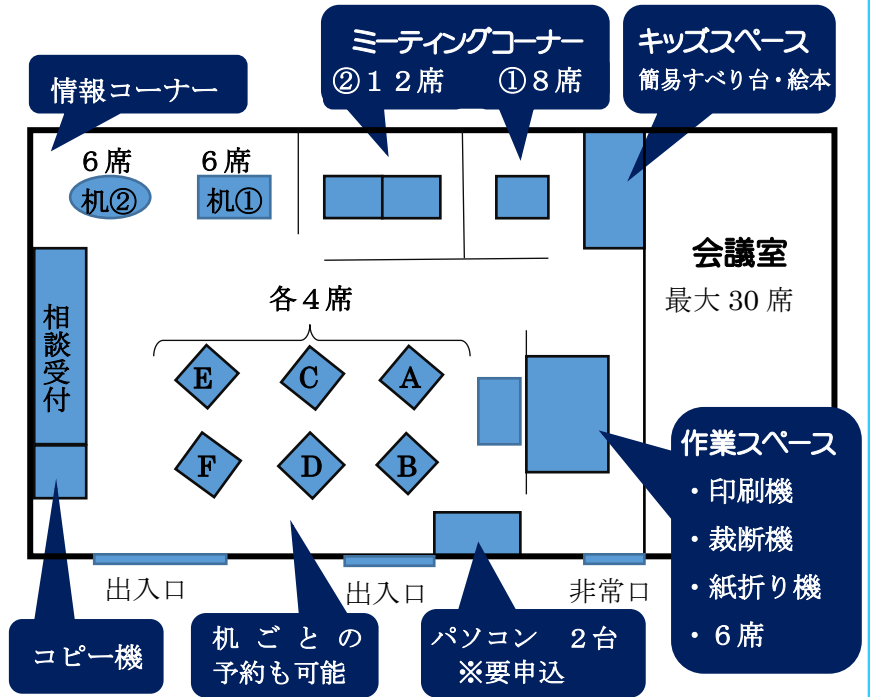 情報コーナー
ミーティングコーナー
②１２席　①８席
キッズスペース
簡易すべり台・絵本
６席
机②
６席
机①
会議室
最大 30 席
相談受付
各４席
E
C
A
F
D
B
作業スペース
・印刷機
・裁断機
・紙折り機
・６席
出入口
出入口
非常口
コピー機
机ごとの
予約も可能
パソコン　２台
※要申込